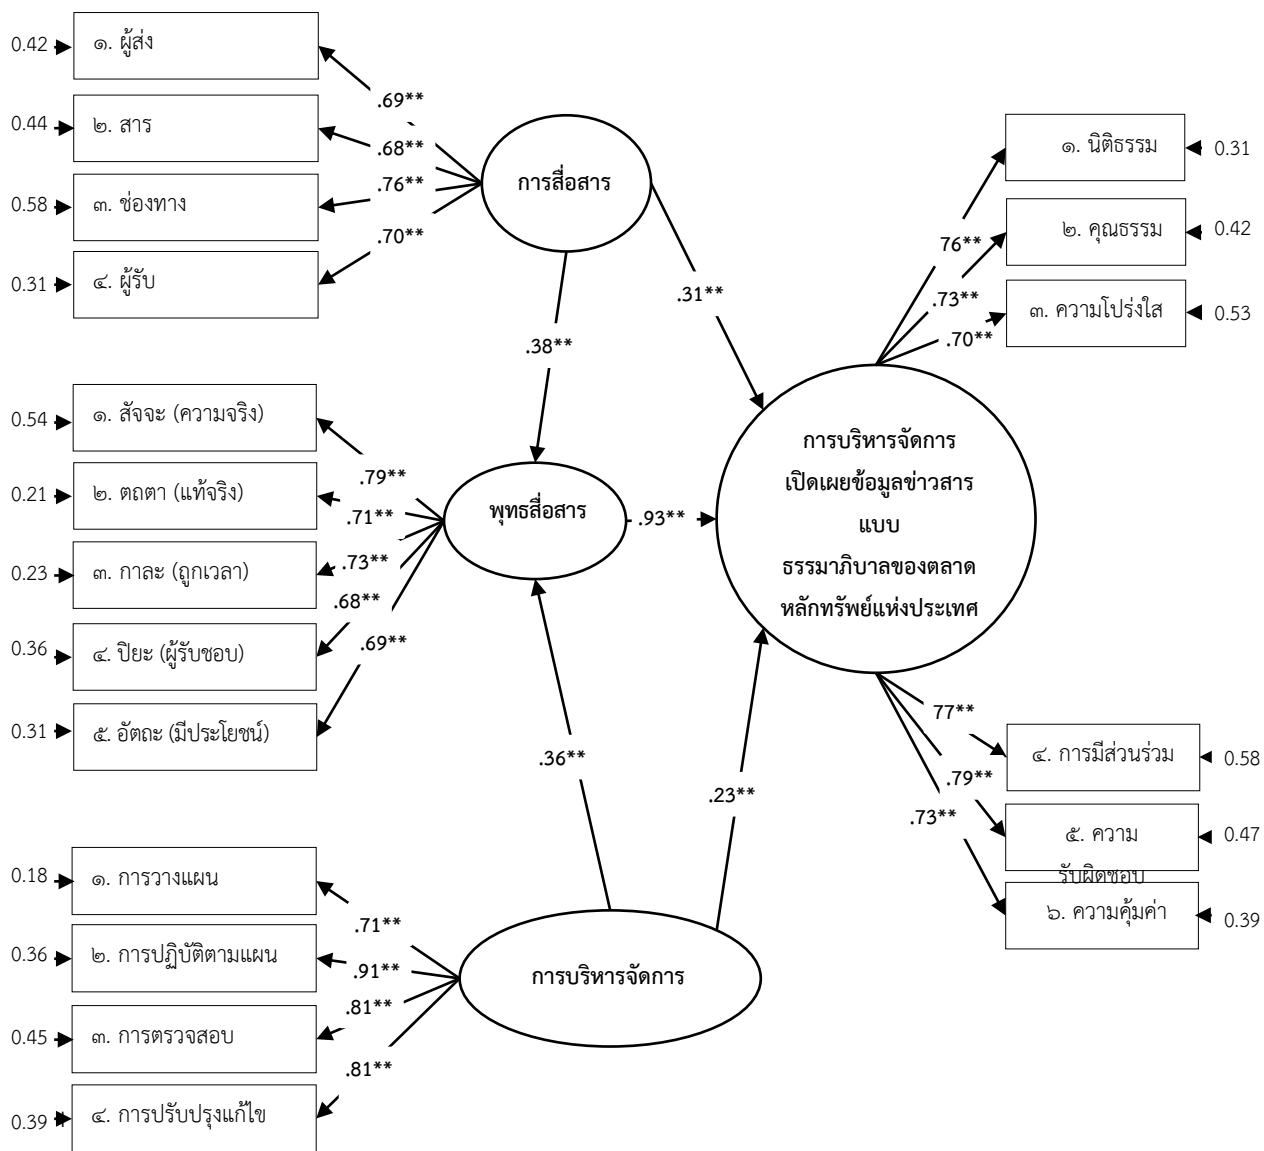 0.42
๑. ผู้ส่ง
.69**
0.44
๒. สาร
.68**
0.58
๓. ช่องทาง
.76**
0.31
๔. ผู้รับ
.70**
การสื่อสาร
.31**
.38**
๑. นิติธรรม
0.31
76**
๒. คุณธรรม
0.42
.73**
๓. ความโปร่งใส
0.53
.70**
0.54
๑. สัจจะ (ความจริง)
.79**
0.21
๒. ตถตา (แท้จริง)
.71**
0.23
๓. กาละ (ถูกเวลา)
.73**
0.36
๔. ปิยะ (ผู้รับชอบ)
.68**
0.31
๕. อัตถะ (มีประโยชน์)
.69**
พุทธสื่อสาร
.93**
การบริหารจัดการ
เปิดเผยข้อมูลข่าวสาร
แบบ
ธรรมาภิบาลของตลาด
หลักทรัพย์แห่งประเทศ
.36**
.23**
77**
๔. การมีส่วนร่วม
0.58
.79**
๕. ความ
รับผิดชอบ
0.47
.73**
๖. ความคุ้มค่า
0.39
0.18
๑. การวางแผน
.71**
0.36
๒. การปฏิบัติตามแผน
.91**
0.45
๓. การตรวจสอบ
.81**
0.39
๔. การปรับปรุงแก้ไข
.81**
การบริหารจัดการ